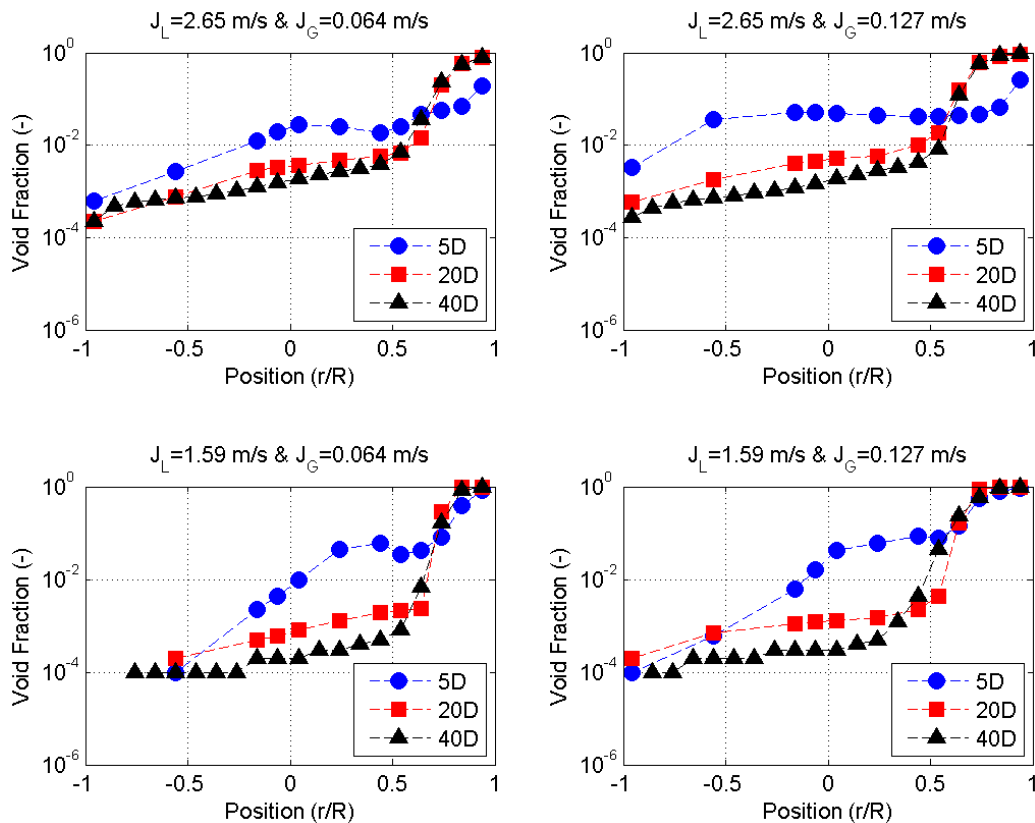 J_L=2.65 m/s & J_G=0.064 m/s
Void Fraction (-)
10^0
10^-2
10^-4
10^-6
5D
20D
40D
-1 -0.5 0 0.5 1
Position (r/R)
J_L=2.65 m/s & J_G=0.127 m/s
Void Fraction (-)
10^0
10^-2
10^-4
10^-6
5D
20D
40D
-1 -0.5 0 0.5 1
Position (r/R)
J_L=1.59 m/s & J_G=0.064 m/s
Void Fraction (-)
10^0
10^-2
10^-4
10^-6
5D
20D
40D
-1 -0.5 0 0.5 1
Position (r/R)
J_L=1.59 m/s & J_G=0.127 m/s
Void Fraction (-)
10^0
10^-2
10^-4
10^-6
5D
20D
40D
-1 -0.5 0 0.5 1
Position (r/R)